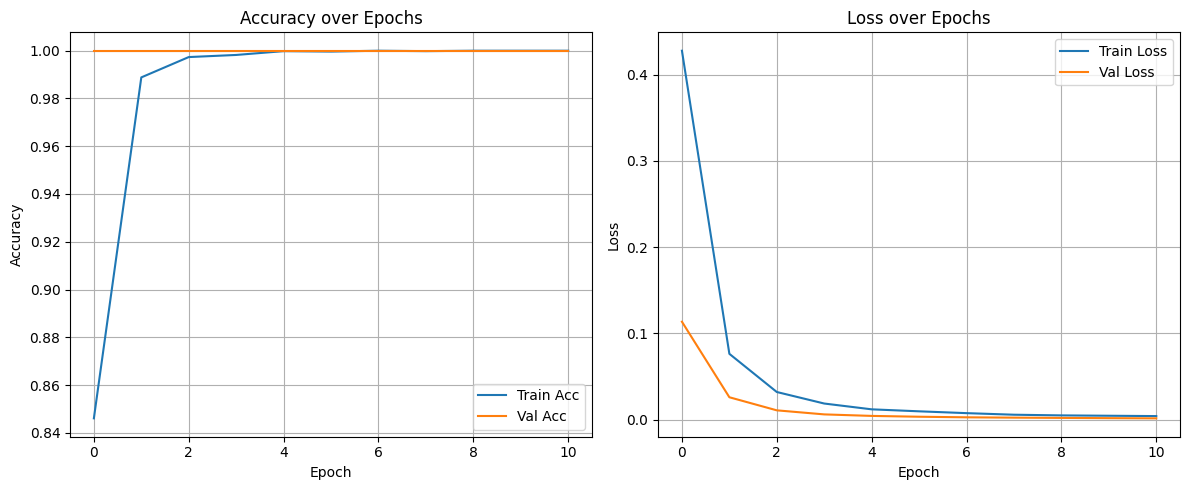 Accuracy over Epochs
1.00
0.98
0.96
0.94
0.92
0.90
0.88
0.86
0.84
Accuracy
Train Acc
Val Acc
0 2 4 6 8 10
Epoch
Loss over Epochs
0.4
0.3
0.2
0.1
0.0
Loss
Train Loss
Val Loss
0 2 4 6 8 10
Epoch